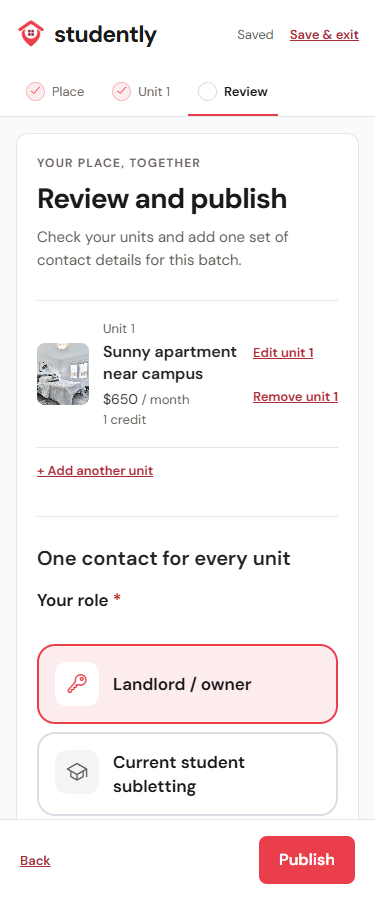 studently
Saved
Save & exit
Place
Unit 1
Review
YOUR PLACE, TOGETHER
Review and publish
Check your units and add one set of
contact details for this batch.
Unit 1
Sunny apartment
near campus
$650 / month
1 credit
Edit unit 1
Remove unit 1
+ Add another unit
One contact for every unit
Your role *
Landlord / owner
Current student
subletting
Back
Publish